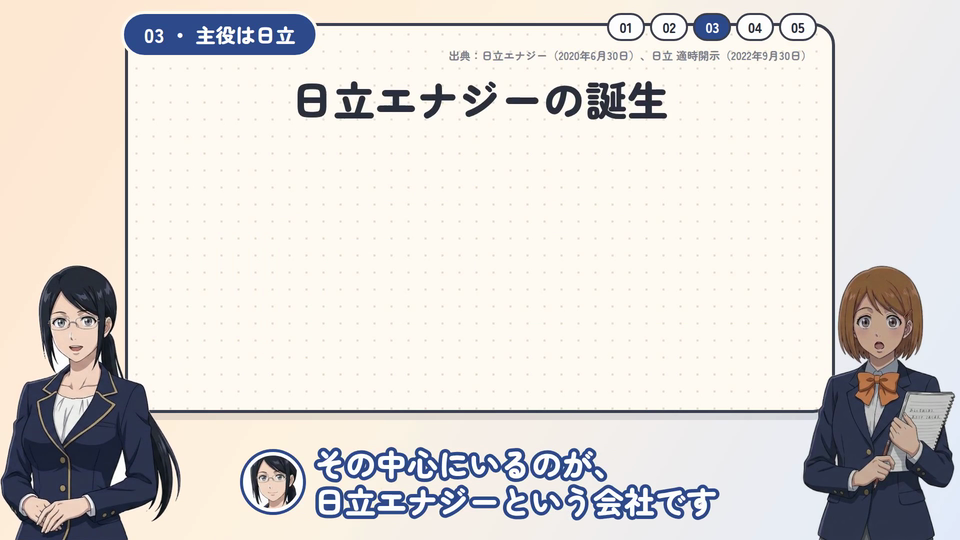 03 ・ 主役は日立
01 02 03 04 05
出典：日立エナジー（2020年6月30日）、日立 適時開示（2022年9月30日）
日立エナジーの誕生
その中心にいるのが、
日立エナジーという会社です